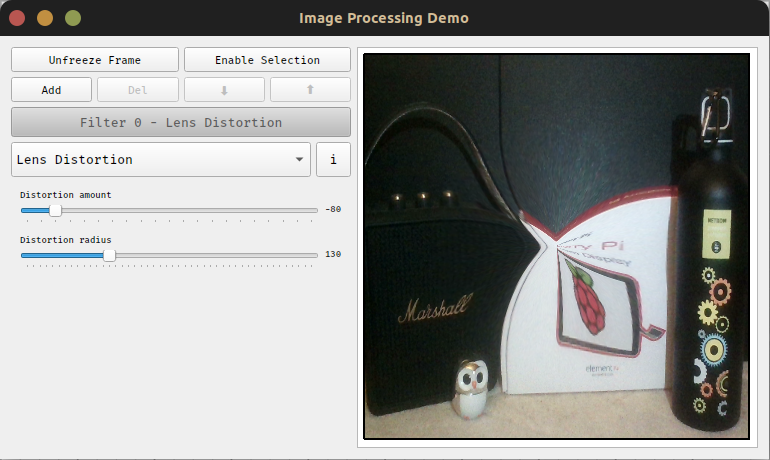 Image Processing Demo
Unfreeze Frame
Enable Selection
Add
Del
⬇
⬆
Filter 0 - Lens Distortion
Lens Distortion
i
Distortion amount
-80
Distortion radius
130
Marshall
Pi
element14